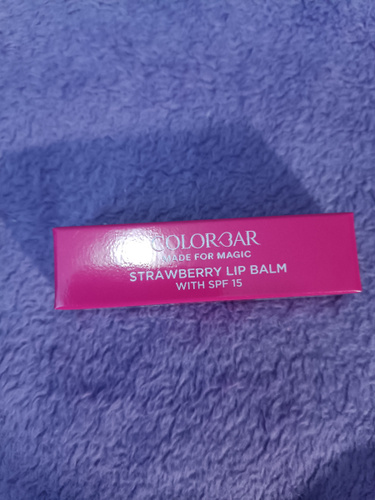 COLORBAR
MADE FOR MAGIC
STRAWBERRY LIP BALM
WITH SPF 15